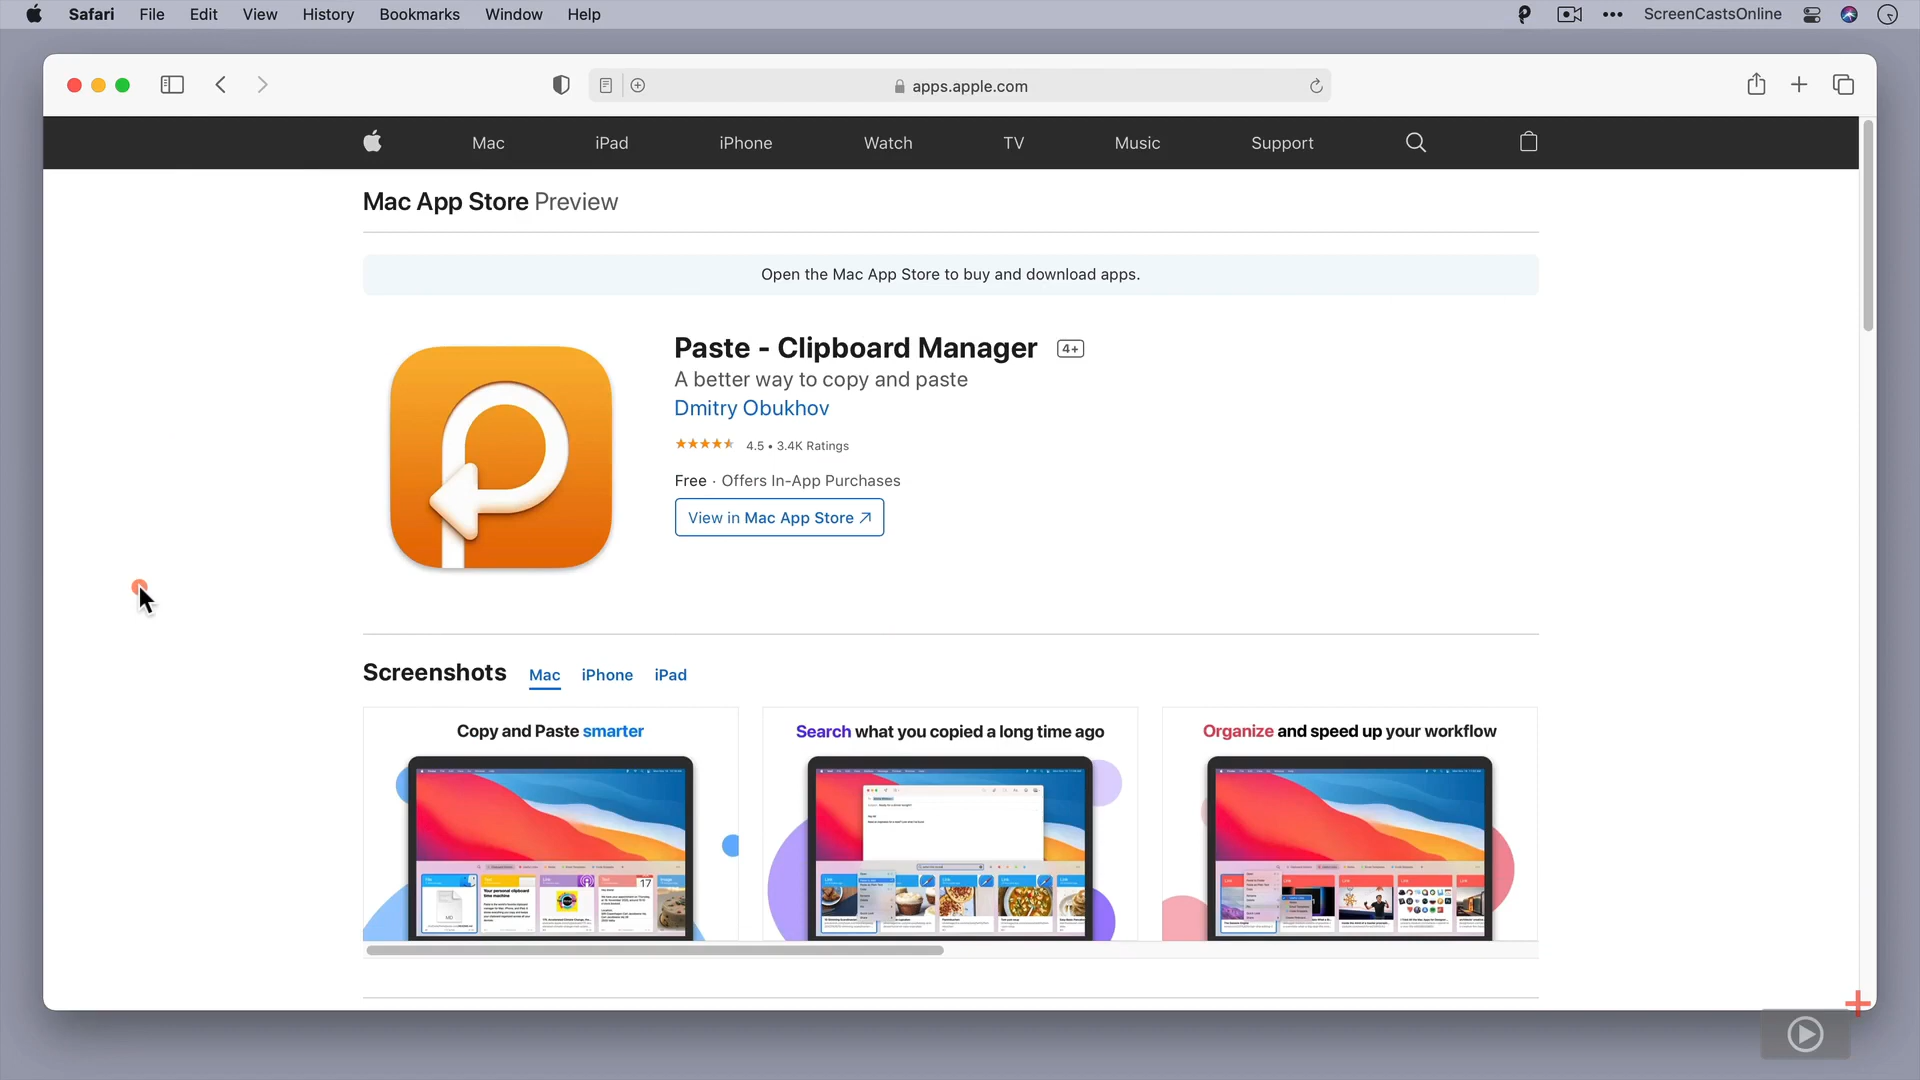 Safari File Edit View History Bookmarks Window Help ScreenCastsOnline
apps.apple.com
Mac iPad iPhone Watch TV Music Support
Mac App Store Preview
Open the Mac App Store to buy and download apps.
Paste - Clipboard Manager 4+
A better way to copy and paste
Dmitry Obukhov
4.5 • 3.4K Ratings
Free · Offers In-App Purchases
View in Mac App Store ↗
Screenshots Mac iPhone iPad
Copy and Paste smarter
Search what you copied a long time ago
Organize and speed up your workflow
17
MD